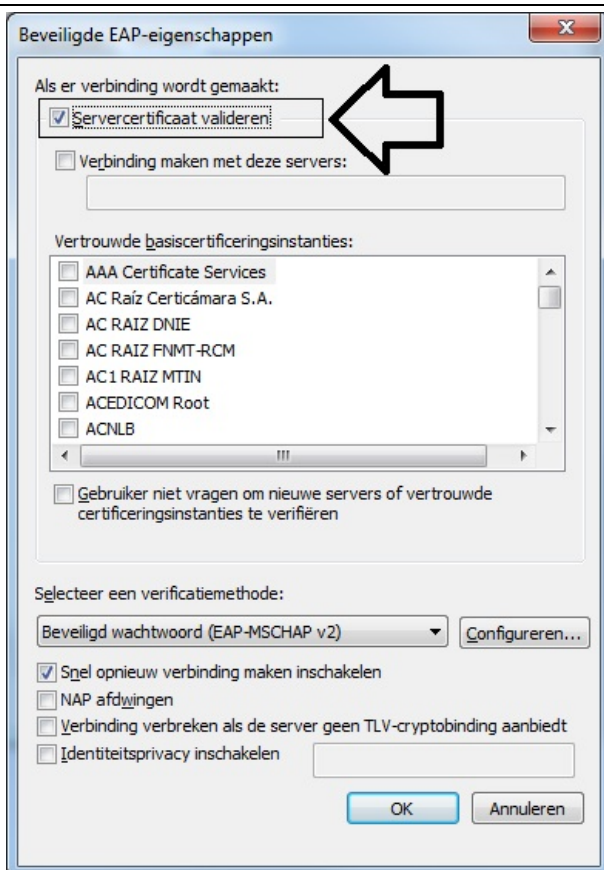 Beveiligde EAP-eigenschappen
Als er verbinding wordt gemaakt:
Servercertificaat valideren
Verbinding maken met deze servers:
Vertrouwde basiscertificeringsinstanties:
AAA Certificate Services
AC Raíz Certicámara S.A.
AC RAIZ DNIE
AC RAIZ FNMT-RCM
AC1 RAIZ MTIN
ACEDICOM Root
ACNLB
Gebruiker niet vragen om nieuwe servers of vertrouwde
certificeringsinstanties te verifiëren
Selecteer een verificatiemethode:
Beveiligd wachtwoord (EAP-MSCHAP v2) Configureren...
Snel opnieuw verbinding maken inschakelen
NAP afdwingen
Verbinding verbreken als de server geen TLV-cryptobinding aanbiedt
Identiteitsprivacy inschakelen
OK Annuleren